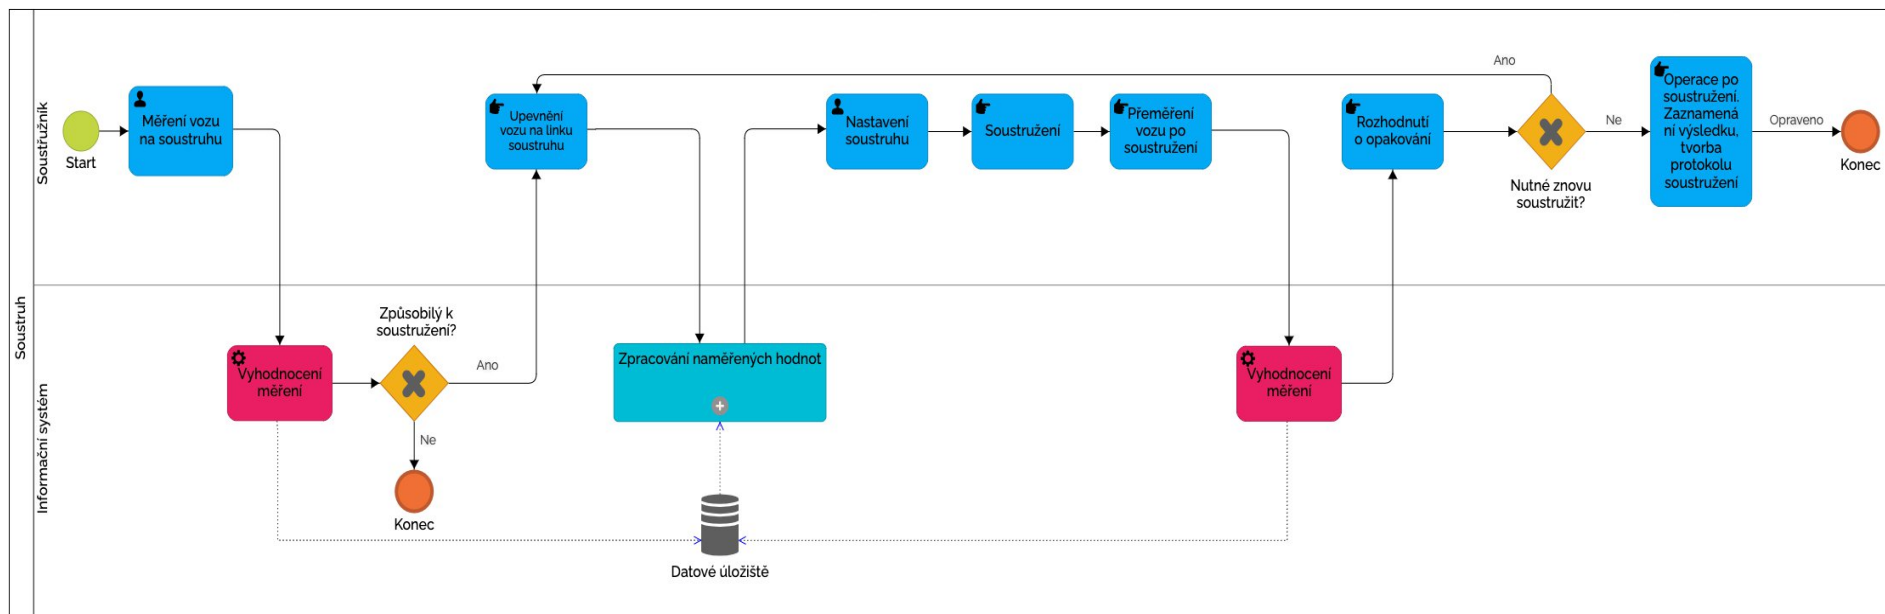 Soustruh
Soustružník
Start
Měření vozu
na soustruhu
Upevnění
vozu na linku
soustruhu
Nastavení
soustruhu
Soustružení
Přeměření
vozu po
soustružení
Rozhodnutí
o opakování
Ano
Nutné znovu
soustružit?
Ne
Operace po
soustružení.
Zaznamená
ní výsledku,
tvorba
protokolu
soustružení
Opraveno
Konec
Informační systém
Vyhodnocení
měření
Způsobilý k
soustružení?
Ano
Ne
Konec
Zpracování naměřených hodnot
Datové úložiště
Vyhodnocení
měření